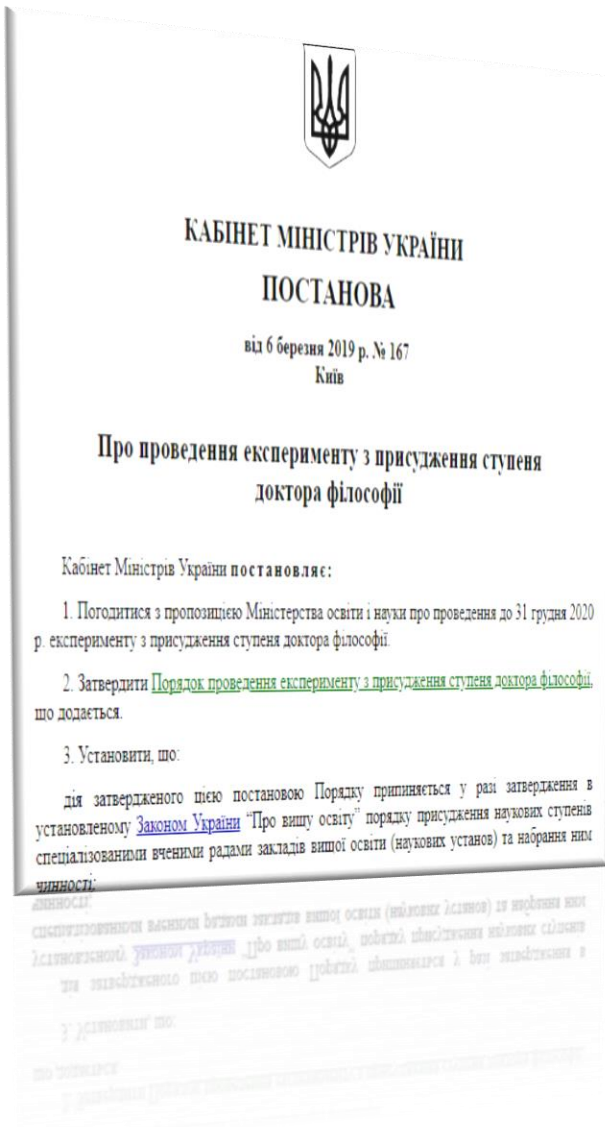 КАБІНЕТ МІНІСТРІВ УКРАЇНИ
ПОСТАНОВА
від 6 березня 2019 р. № 167
Київ
Про проведення експерименту з присудження ступеня
доктора філософії
Кабінет Міністрів України постановляє:
1. Погодитися з пропозицією Міністерства освіти і науки про проведення до 31 грудня 2020
р. експерименту з присудження ступеня доктора філософії.
2. Затвердити Порядок проведення експерименту з присудження ступеня доктора філософії,
що додається.
3. Установити, що:
дія затвердженого цією постановою Порядку припиняється у разі затвердження в
установленому Законом України “Про вищу освіту” порядку присудження наукових ступенів
спеціалізованими вченими радами закладів вищої освіти (наукових установ) та набрання ним
чинності;